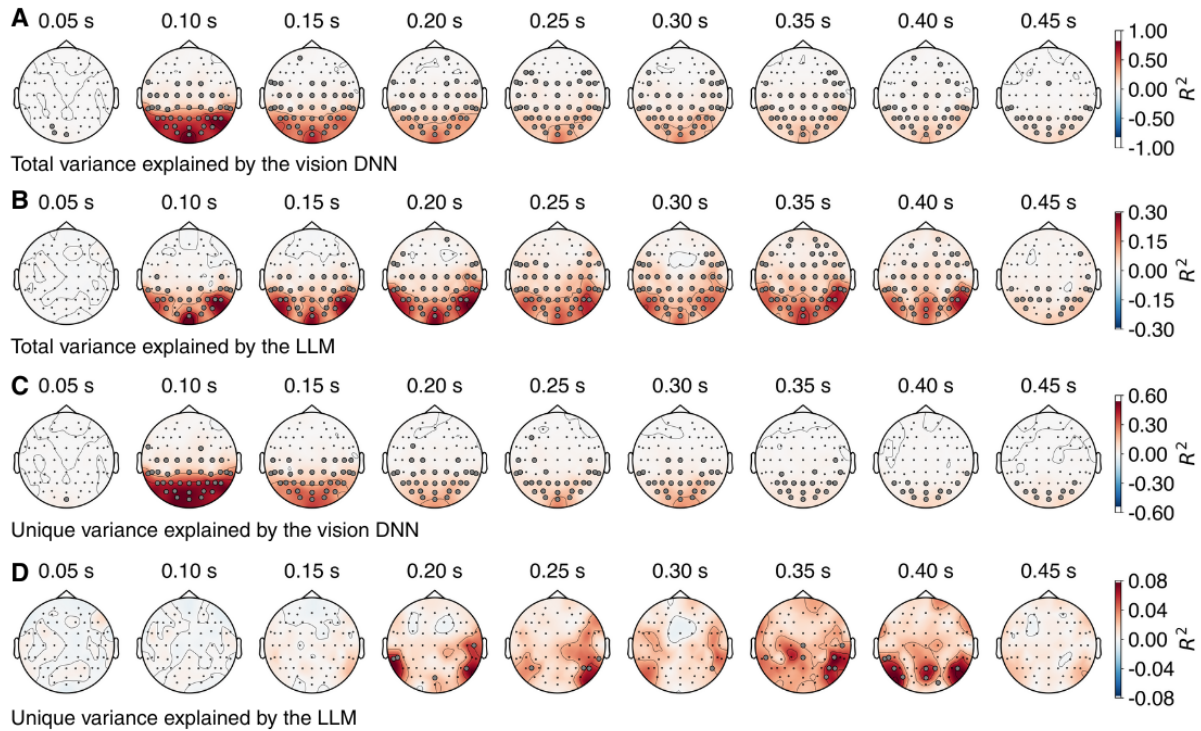 A 0.05 s 0.10 s 0.15 s 0.20 s 0.25 s 0.30 s 0.35 s 0.40 s 0.45 s
1.00
0.50
0.00
-0.50
-1.00
R²
Total variance explained by the vision DNN
B 0.05 s 0.10 s 0.15 s 0.20 s 0.25 s 0.30 s 0.35 s 0.40 s 0.45 s
0.30
0.15
0.00
-0.15
-0.30
R²
Total variance explained by the LLM
C 0.05 s 0.10 s 0.15 s 0.20 s 0.25 s 0.30 s 0.35 s 0.40 s 0.45 s
0.60
0.30
0.00
-0.30
-0.60
R²
Unique variance explained by the vision DNN
D 0.05 s 0.10 s 0.15 s 0.20 s 0.25 s 0.30 s 0.35 s 0.40 s 0.45 s
0.08
0.04
0.00
-0.04
-0.08
R²
Unique variance explained by the LLM